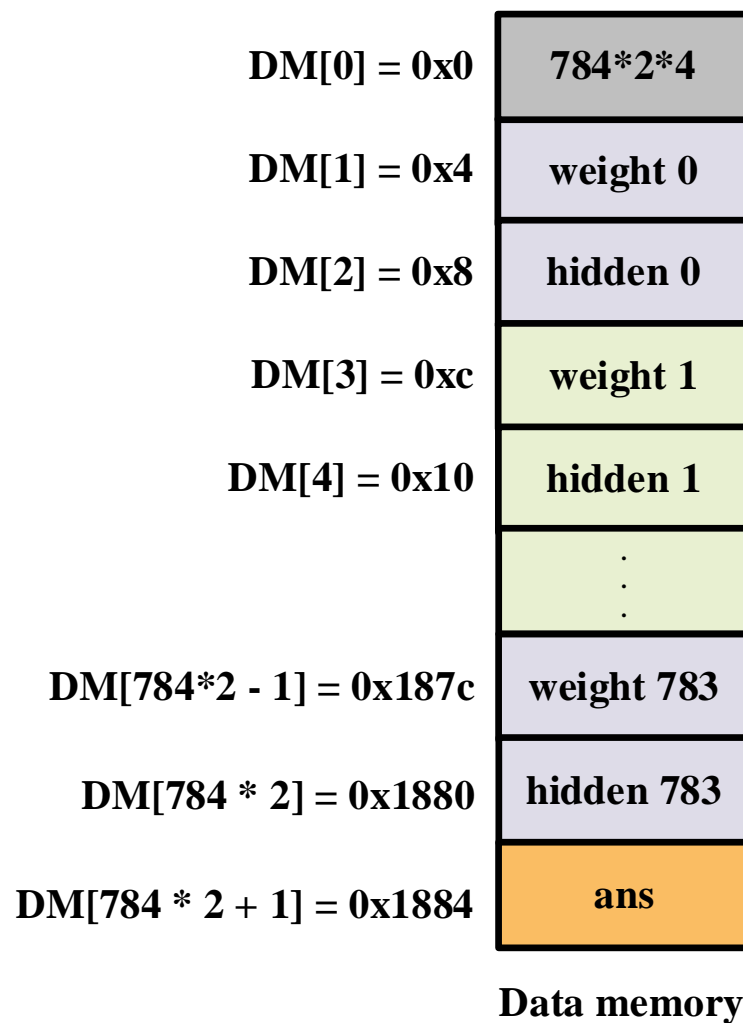 DM[0] = 0x0 784*2*4
DM[1] = 0x4 weight 0
DM[2] = 0x8 hidden 0
DM[3] = 0xc weight 1
DM[4] = 0x10 hidden 1
.
.
.
DM[784*2 - 1] = 0x187c weight 783
DM[784 * 2] = 0x1880 hidden 783
DM[784 * 2 + 1] = 0x1884 ans
Data memory